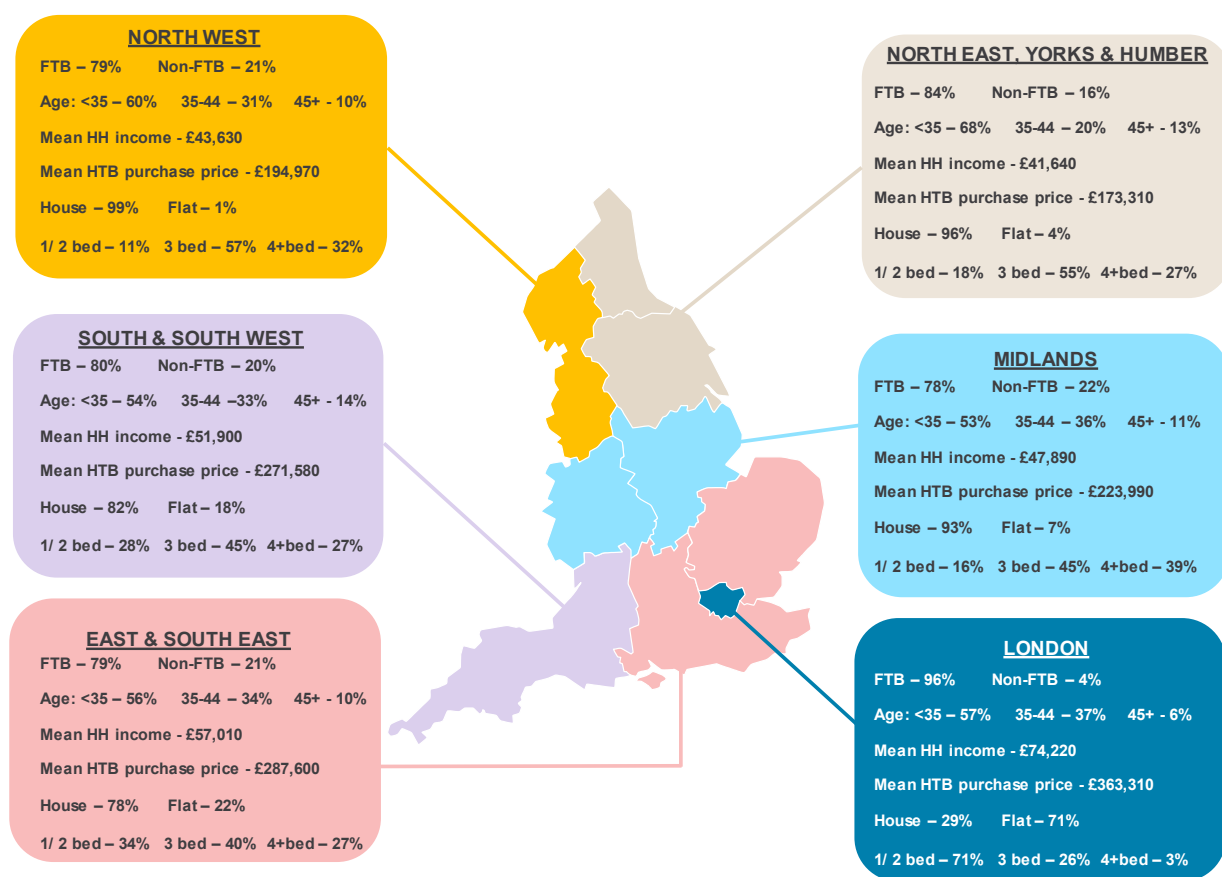 NORTH WEST
FTB – 79% Non-FTB – 21%
Age: <35 – 60% 35-44 – 31% 45+ - 10%
Mean HH income - £43,630
Mean HTB purchase price - £194,970
House – 99% Flat – 1%
1/ 2 bed – 11% 3 bed – 57% 4+bed – 32%
SOUTH & SOUTH WEST
FTB – 80% Non-FTB – 20%
Age: <35 – 54% 35-44 –33% 45+ - 14%
Mean HH income - £51,900
Mean HTB purchase price - £271,580
House – 82% Flat – 18%
1/ 2 bed – 28% 3 bed – 45% 4+bed – 27%
EAST & SOUTH EAST
FTB – 79% Non-FTB – 21%
Age: <35 – 56% 35-44 – 34% 45+ - 10%
Mean HH income - £57,010
Mean HTB purchase price - £287,600
House – 78% Flat – 22%
1/ 2 bed – 34% 3 bed – 40% 4+bed – 27%
NORTH EAST, YORKS & HUMBER
FTB – 84% Non-FTB – 16%
Age: <35 – 68% 35-44 – 20% 45+ - 13%
Mean HH income - £41,640
Mean HTB purchase price - £173,310
House – 96% Flat – 4%
1/ 2 bed – 18% 3 bed – 55% 4+bed – 27%
MIDLANDS
FTB – 78% Non-FTB – 22%
Age: <35 – 53% 35-44 – 36% 45+ - 11%
Mean HH income - £47,890
Mean HTB purchase price - £223,990
House – 93% Flat – 7%
1/ 2 bed – 16% 3 bed – 45% 4+bed – 39%
LONDON
FTB – 96% Non-FTB – 4%
Age: <35 – 57% 35-44 – 37% 45+ - 6%
Mean HH income - £74,220
Mean HTB purchase price - £363,310
House – 29% Flat – 71%
1/ 2 bed – 71% 3 bed – 26% 4+bed – 3%